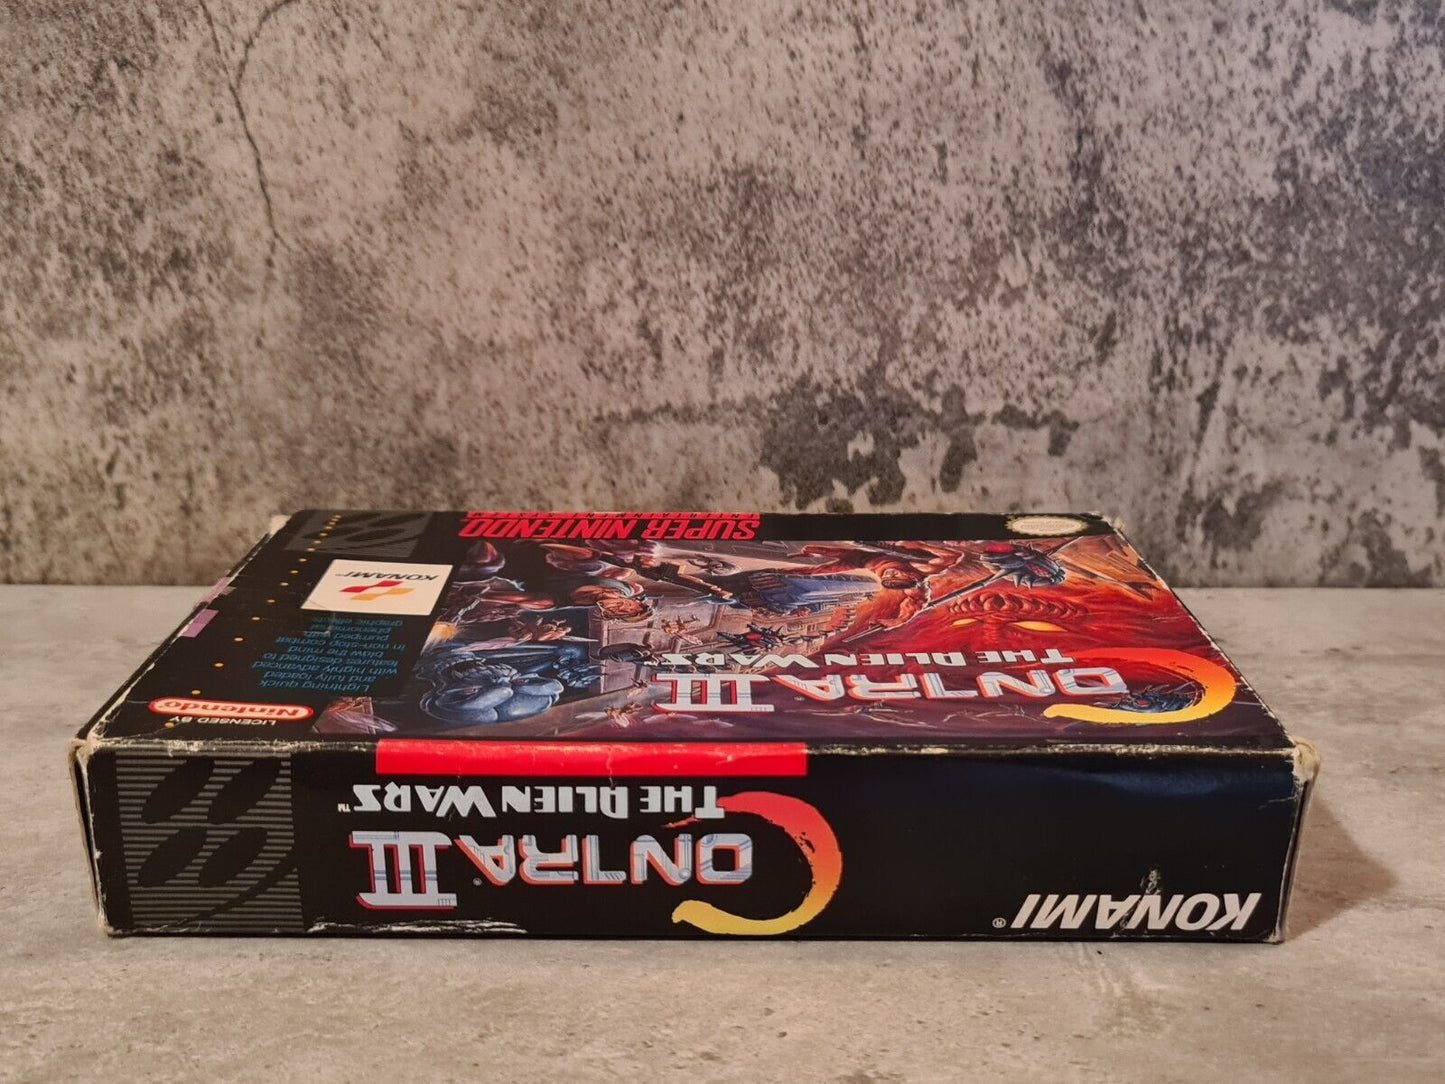 SUPER NINTENDO
KONAMI
Lightning quick
and fully loaded
with highly advanced
features designed to
blow the mind
in non-stop combat
pumped with
phenomenal
graphic effects
LICENSED BY
Nintendo
CONTRA III
THE ALIEN WARS™
CONTRA® III
THE ALIEN WARS™
KONAMI®